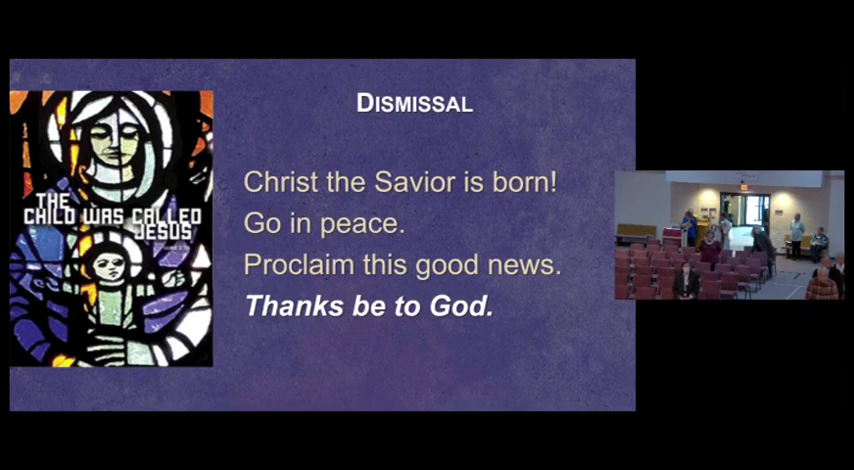 DISMISSAL
THE
CHILD WAS CALLED
JESUS
Christ the Savior is born!
Go in peace.
Proclaim this good news.
Thanks be to God.